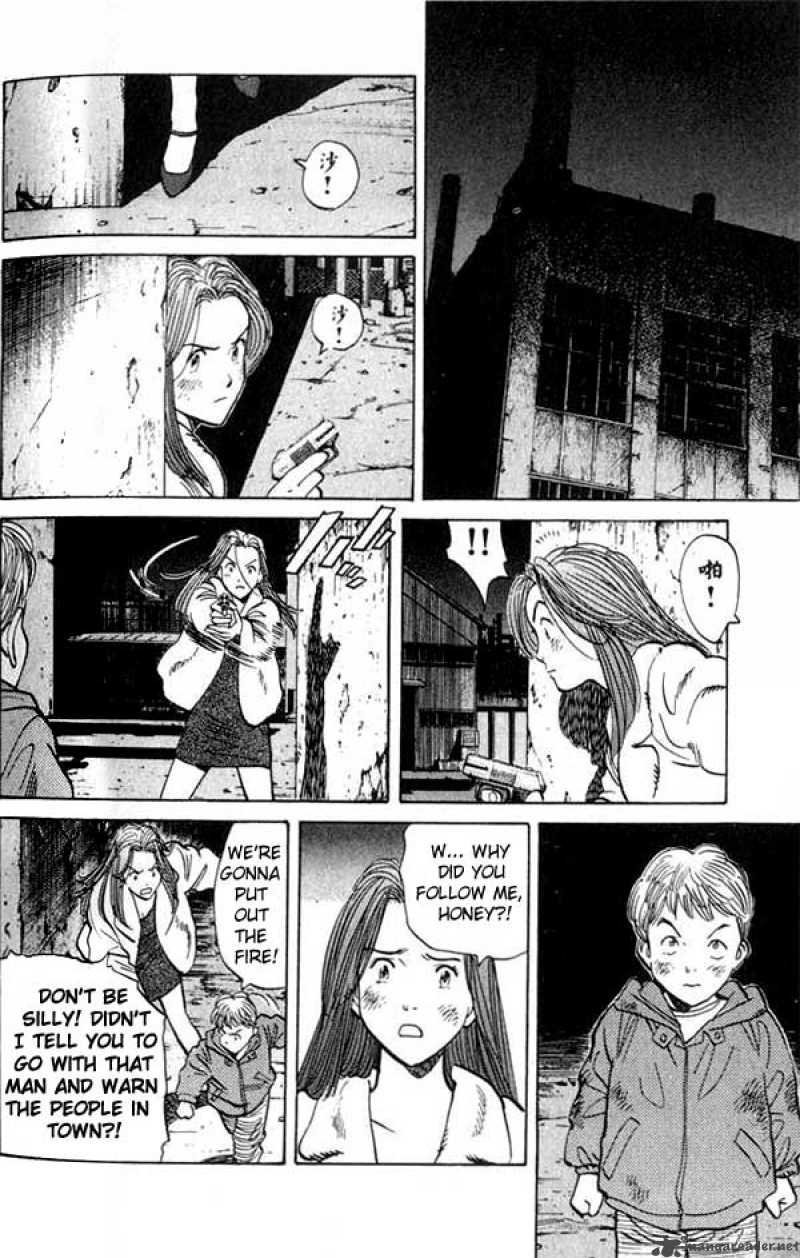 沙!
沙!
啪!
!!
W... WHY
DID YOU
FOLLOW ME,
HONEY?!
WE'RE
GONNA
PUT
OUT
THE
FIRE!
DON'T BE
SILLY! DIDN'T
I TELL YOU TO
GO WITH THAT
MAN AND WARN
THE PEOPLE IN
TOWN?!
mangareader.net